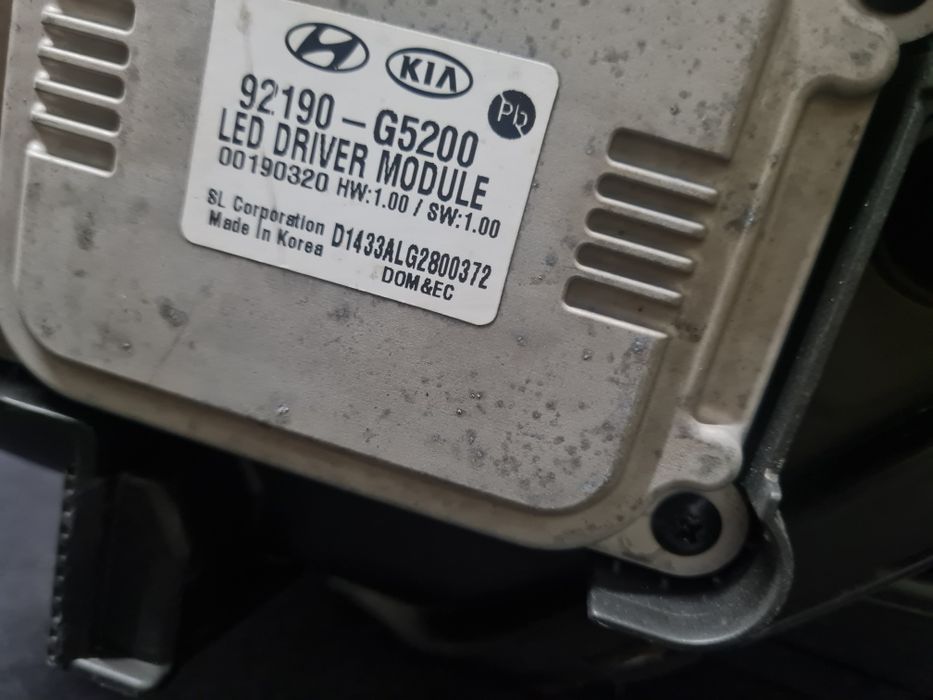 KIA
Pb
92190-G5200
LED DRIVER MODULE
00190320 HW:1.00 / SW:1.00
SL Corporation
Made In Korea
D1433ALG2800372
DOM&EC